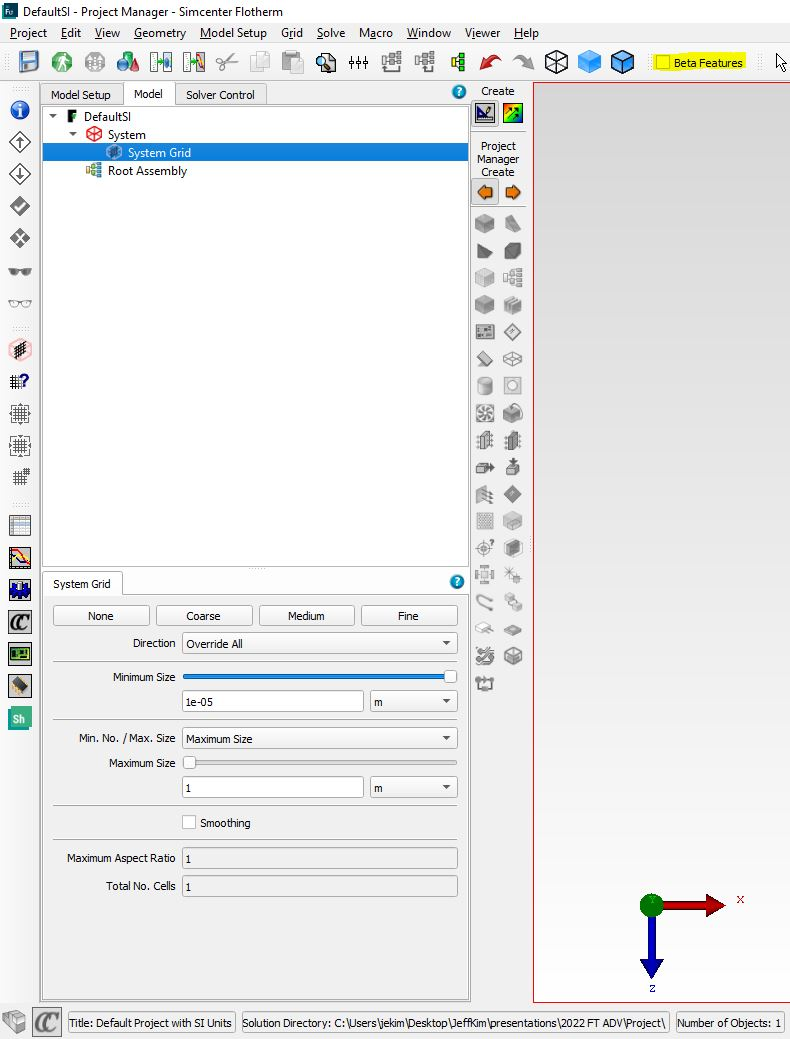 DefaultSI - Project Manager - Simcenter Flotherm
Project Edit View Geometry Model Setup Grid Solve Macro Window Viewer Help
Beta Features
Model Setup Model Solver Control
?
Create
DefaultSI
System
System Grid
Root Assembly
Project
Manager
Create
System Grid
?
None Coarse Medium Fine
Direction Override All
Minimum Size
1e-05 m
Min. No. / Max. Size Maximum Size
Maximum Size
1 m
Smoothing
Maximum Aspect Ratio 1
Total No. Cells 1
Sh
Y
X
Z
Title: Default Project with SI Units Solution Directory: C:\Users\jekim\Desktop\JeffKim\presentations\2022 FT ADV\Project\ Number of Objects: 1